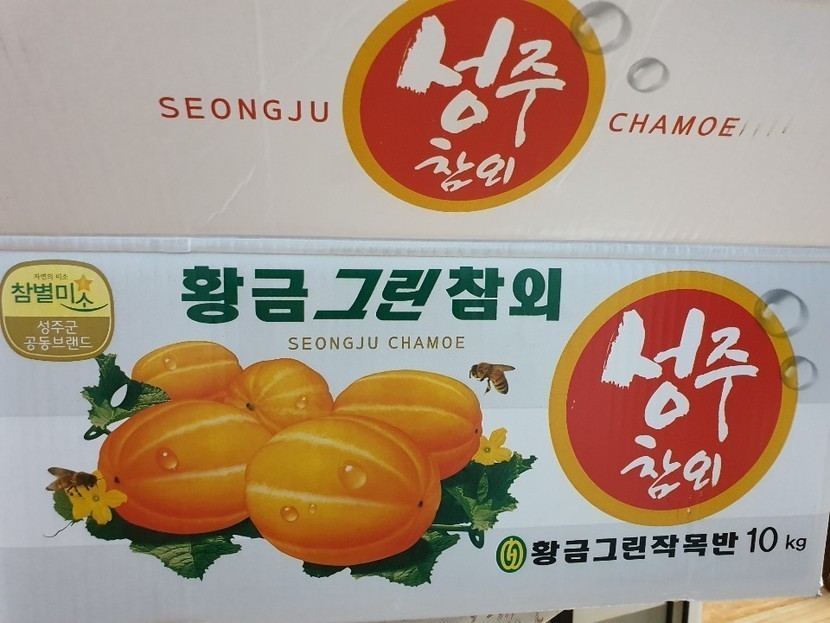 SEONGJU
성주
참외
CHAMOE
자연의 미소
참별미소
성주군
공동브랜드
황금그린참외
SEONGJU CHAMOE
성주
참외
황금그린작목반 10 kg